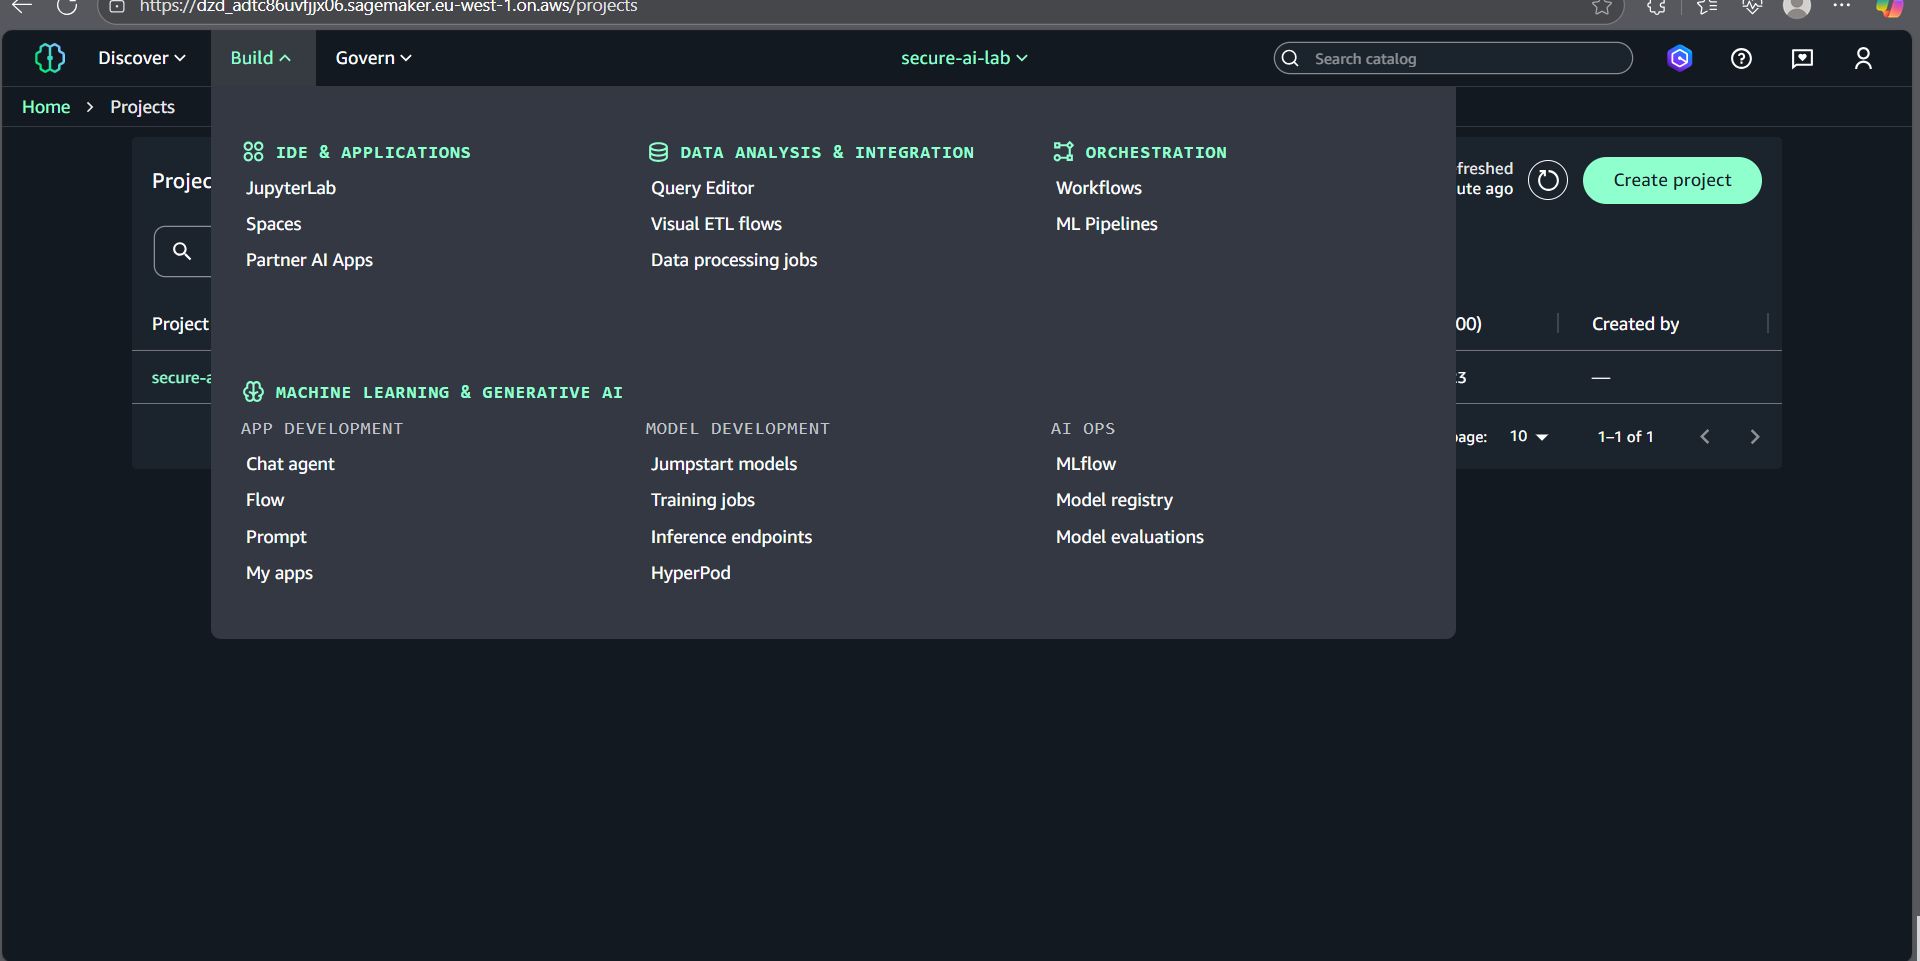 https://dzd_adtc86uvfjjx06.sagemaker.eu-west-1.on.aws/projects
Discover
Build
Govern
secure-ai-lab
Search catalog
Home > Projects
IDE & APPLICATIONS
JupyterLab
Spaces
Partner AI Apps
DATA ANALYSIS & INTEGRATION
Query Editor
Visual ETL flows
Data processing jobs
ORCHESTRATION
Workflows
ML Pipelines
Projec
freshed
ute ago
Create project
Project
00)
Created by
secure-a
3
—
MACHINE LEARNING & GENERATIVE AI
APP DEVELOPMENT
Chat agent
Flow
Prompt
My apps
MODEL DEVELOPMENT
Jumpstart models
Training jobs
Inference endpoints
HyperPod
AI OPS
MLflow
Model registry
Model evaluations
age: 10 1–1 of 1